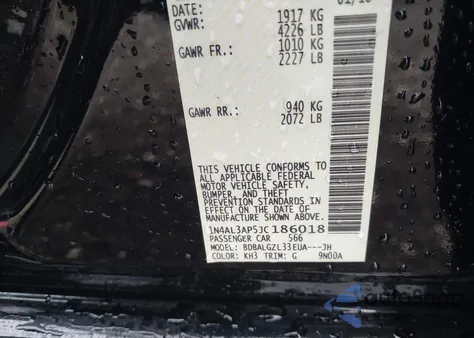 DATE: 1917 KG
GVWR: 4226 LB
GAWR FR.: 1010 KG
2227 LB
GAWR RR.: 940 KG
2072 LB
THIS VEHICLE CONFORMS TO
ALL APPLICABLE FEDERAL
MOTOR VEHICLE SAFETY,
BUMPER, AND THEFT
PREVENTION STANDARDS IN
EFFECT ON THE DATE OF
MANUFACTURE SHOWN ABOVE.
1N4AL3AP5JC186018
PASSENGER CAR 566
MODEL: BDBALGZL33EUA---JH
COLOR: KH3 TRIM: G 9N00A